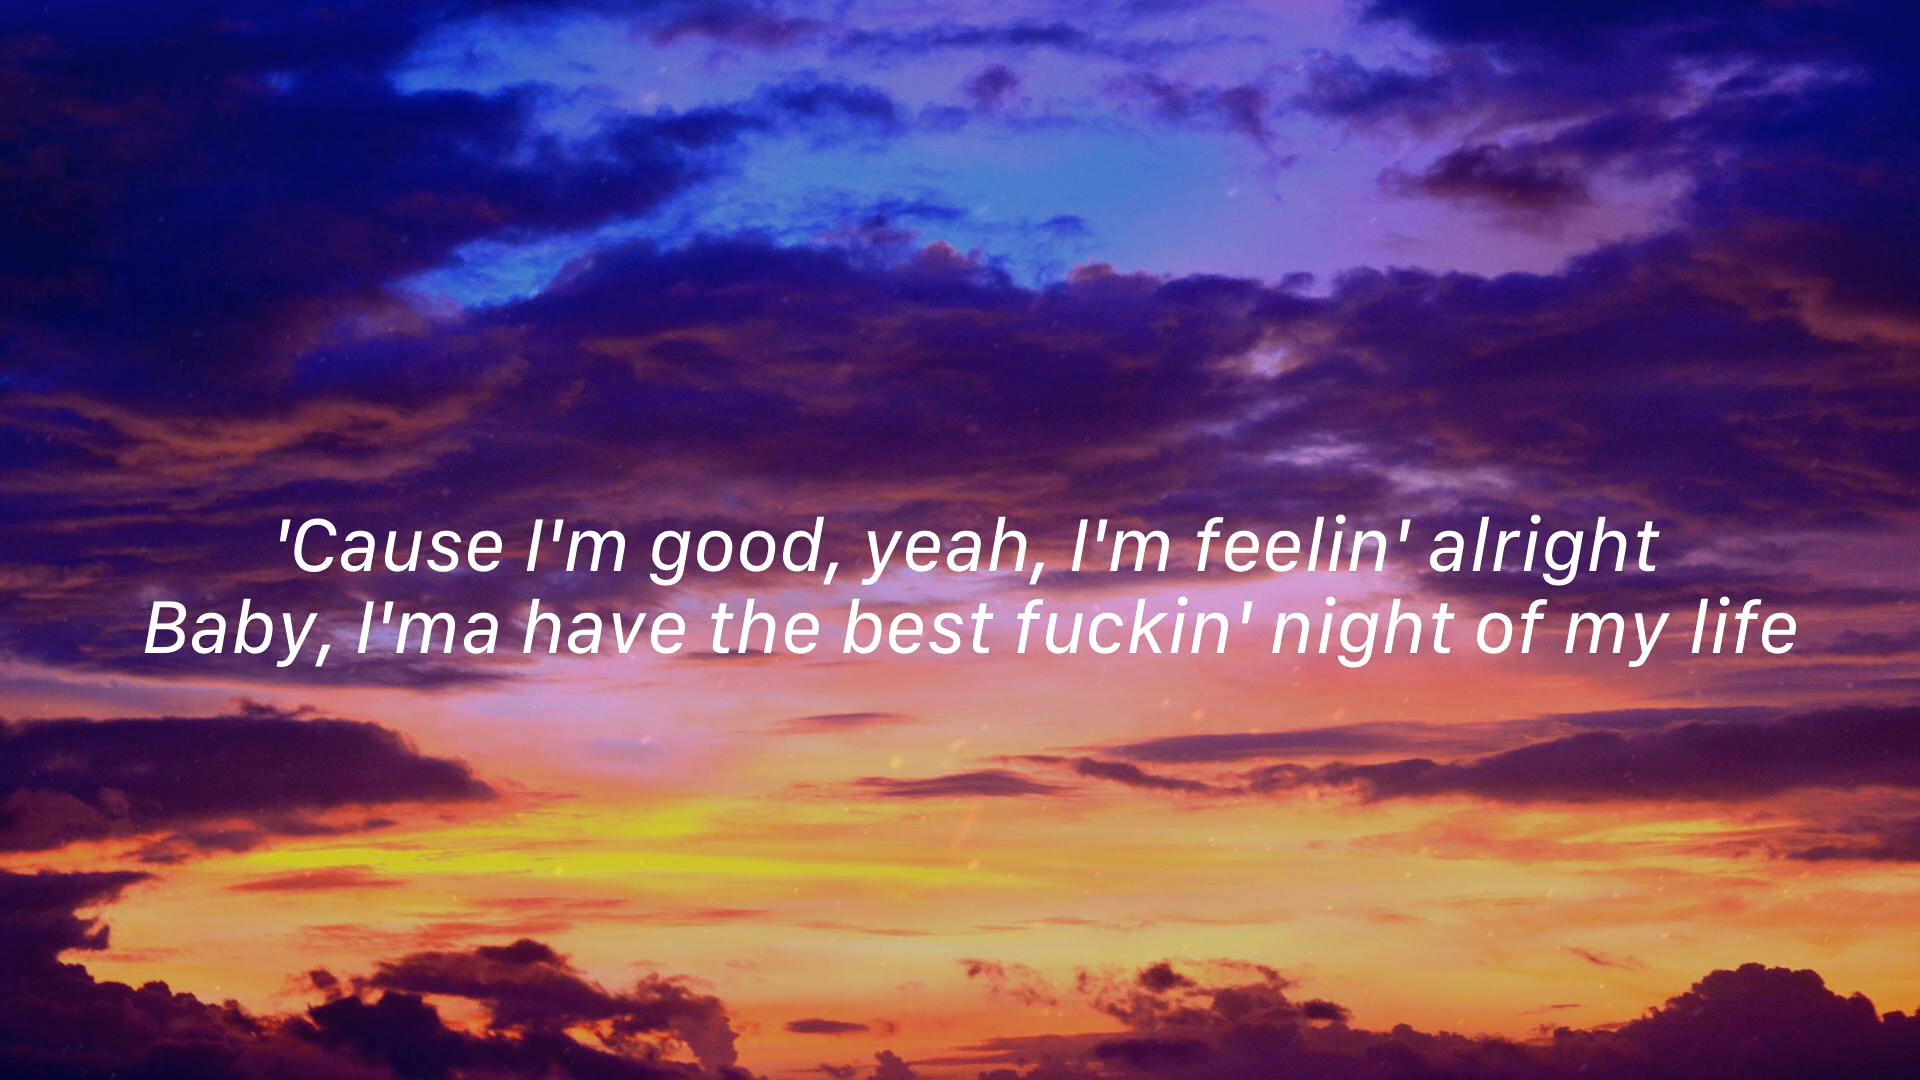 'Cause I'm good, yeah, I'm feelin' alright
Baby, I'ma have the best fuckin' night of my life